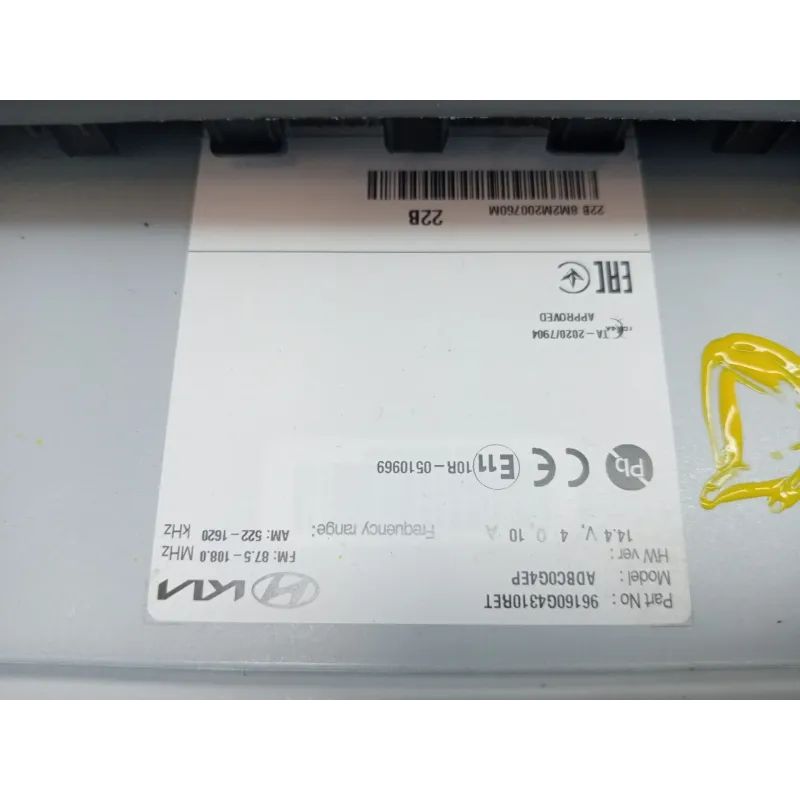 Part No : 96160G4310RET
Model : ADBC0G4EP
HW ver :
14.4 V, 4 Ω, 10 A
KIA
FM: 87.5-108.0 MHz
AM: 522-1620 kHz
Frequency range:
Pb CE E11 10R-0510969
TA-2020/7904
APPROVED
EAC
22B
22B 8M2M200760M